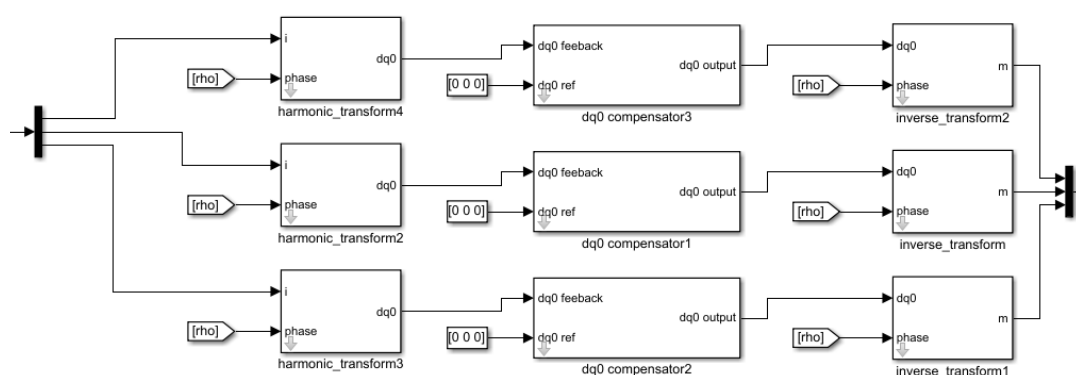 i
dq0
[rho]
phase
harmonic_transform4
dq0 feeback
dq0 output
[0 0 0]
dq0 ref
dq0 compensator3
dq0
m
[rho]
phase
inverse_transform2
i
dq0
[rho]
phase
harmonic_transform2
dq0 feeback
dq0 output
[0 0 0]
dq0 ref
dq0 compensator1
dq0
m
[rho]
phase
inverse_transform
i
dq0
[rho]
phase
harmonic_transform3
dq0 feeback
dq0 output
[0 0 0]
dq0 ref
dq0 compensator2
dq0
m
[rho]
phase
inverse_transform1